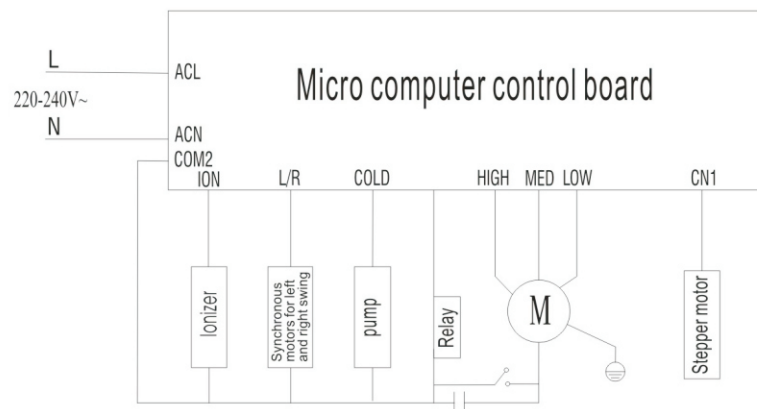 L
220-240V~
N
ACL
Micro computer control board
ACN
COM2
ION L/R COLD HIGH MED LOW CN1
Ionizer
Synchronous
motors for left
and right swing
pump
Relay
M
Stepper motor